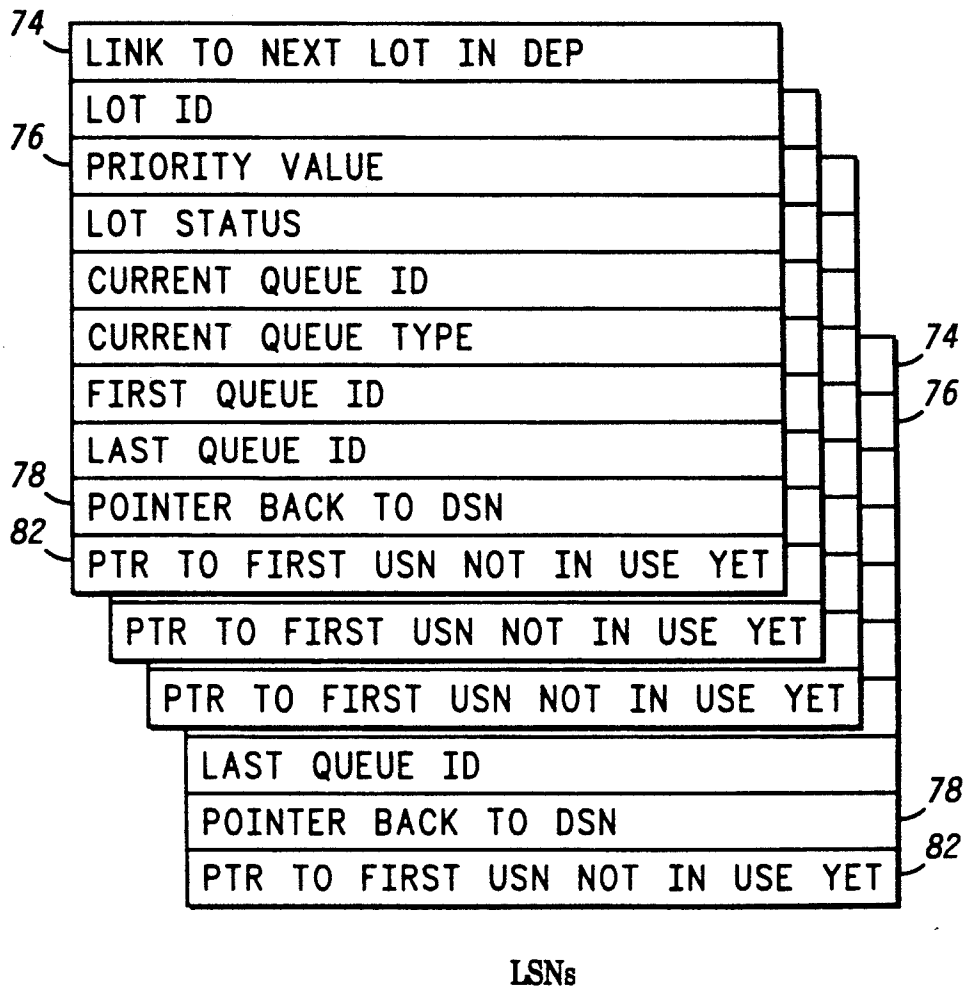 74
LINK TO NEXT LOT IN DEP
LOT ID
76
PRIORITY VALUE
LOT STATUS
CURRENT QUEUE ID
CURRENT QUEUE TYPE
74
FIRST QUEUE ID
76
LAST QUEUE ID
78
POINTER BACK TO DSN
82
PTR TO FIRST USN NOT IN USE YET
PTR TO FIRST USN NOT IN USE YET
PTR TO FIRST USN NOT IN USE YET
LAST QUEUE ID
POINTER BACK TO DSN
78
PTR TO FIRST USN NOT IN USE YET
82
LSNs